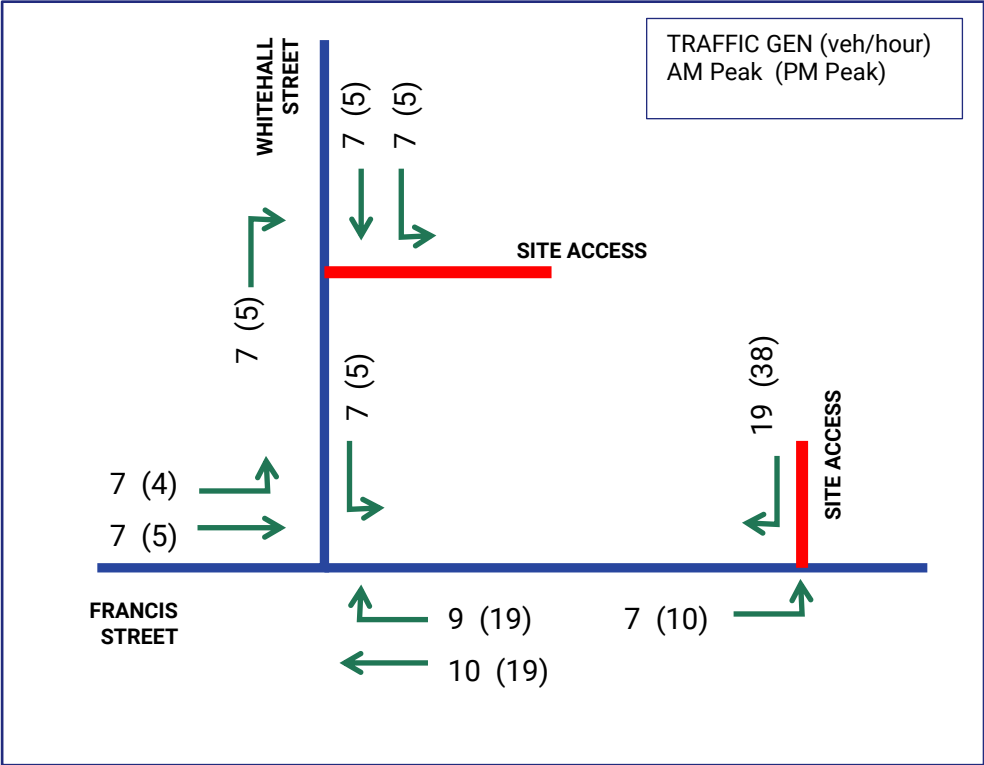 TRAFFIC GEN (veh/hour)
AM Peak (PM Peak)
WHITEHALL
STREET
7 (5)
7 (5)
SITE ACCESS
7 (5)
7 (5)
19 (38)
SITE ACCESS
7 (4)
7 (5)
FRANCIS
STREET
9 (19)
7 (10)
10 (19)